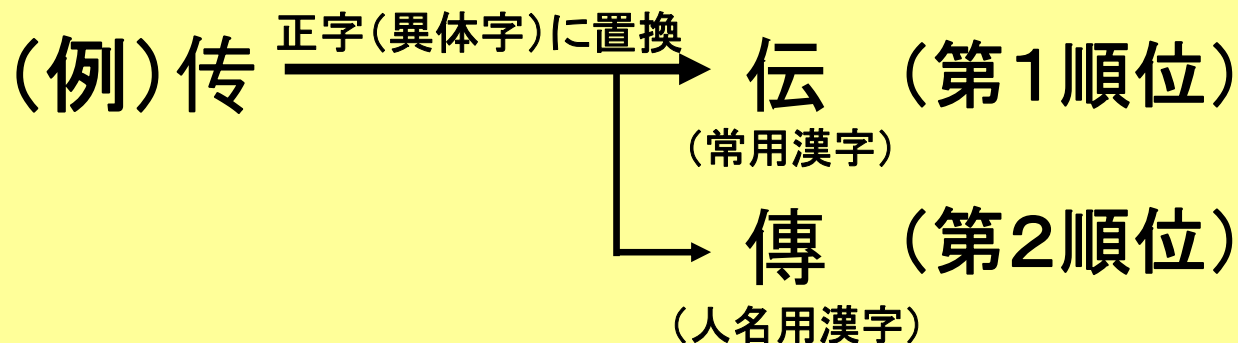 正字(異体字)に置換
(例)传 伝 (第1順位)
(常用漢字)
傳 (第2順位)
(人名用漢字)